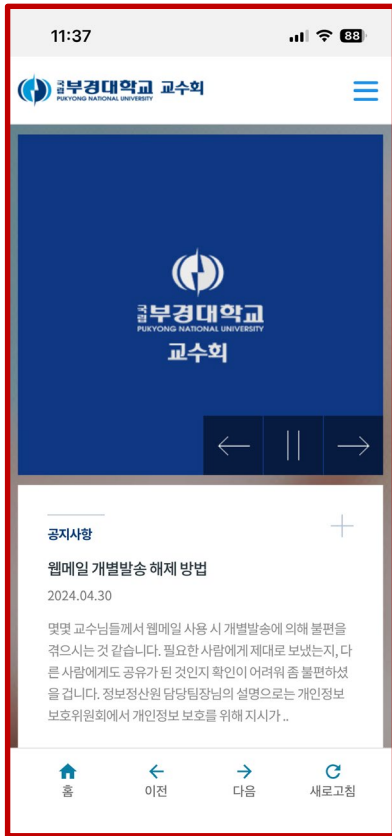 11:37
88
국립부경대학교 교수회
PUKYONG NATIONAL UNIVERSITY
국립부경대학교
PUKYONG NATIONAL UNIVERSITY
교수회
공지사항
웹메일 개별발송 해제 방법
2024.04.30
몇몇 교수님들께서 웹메일 사용 시 개별발송에 의해 불편을
겪으시는 것 같습니다. 필요한 사람에게 제대로 보냈는지, 다
른 사람에게도 공유가 된 것인지 확인이 어려워 좀 불편하셨
을 겁니다. 정보정산원 담당팀장님의 설명으로는 개인정보
보호위원회에서 개인정보 보호를 위해 지시가 ..
홈
이전
다음
새로고침